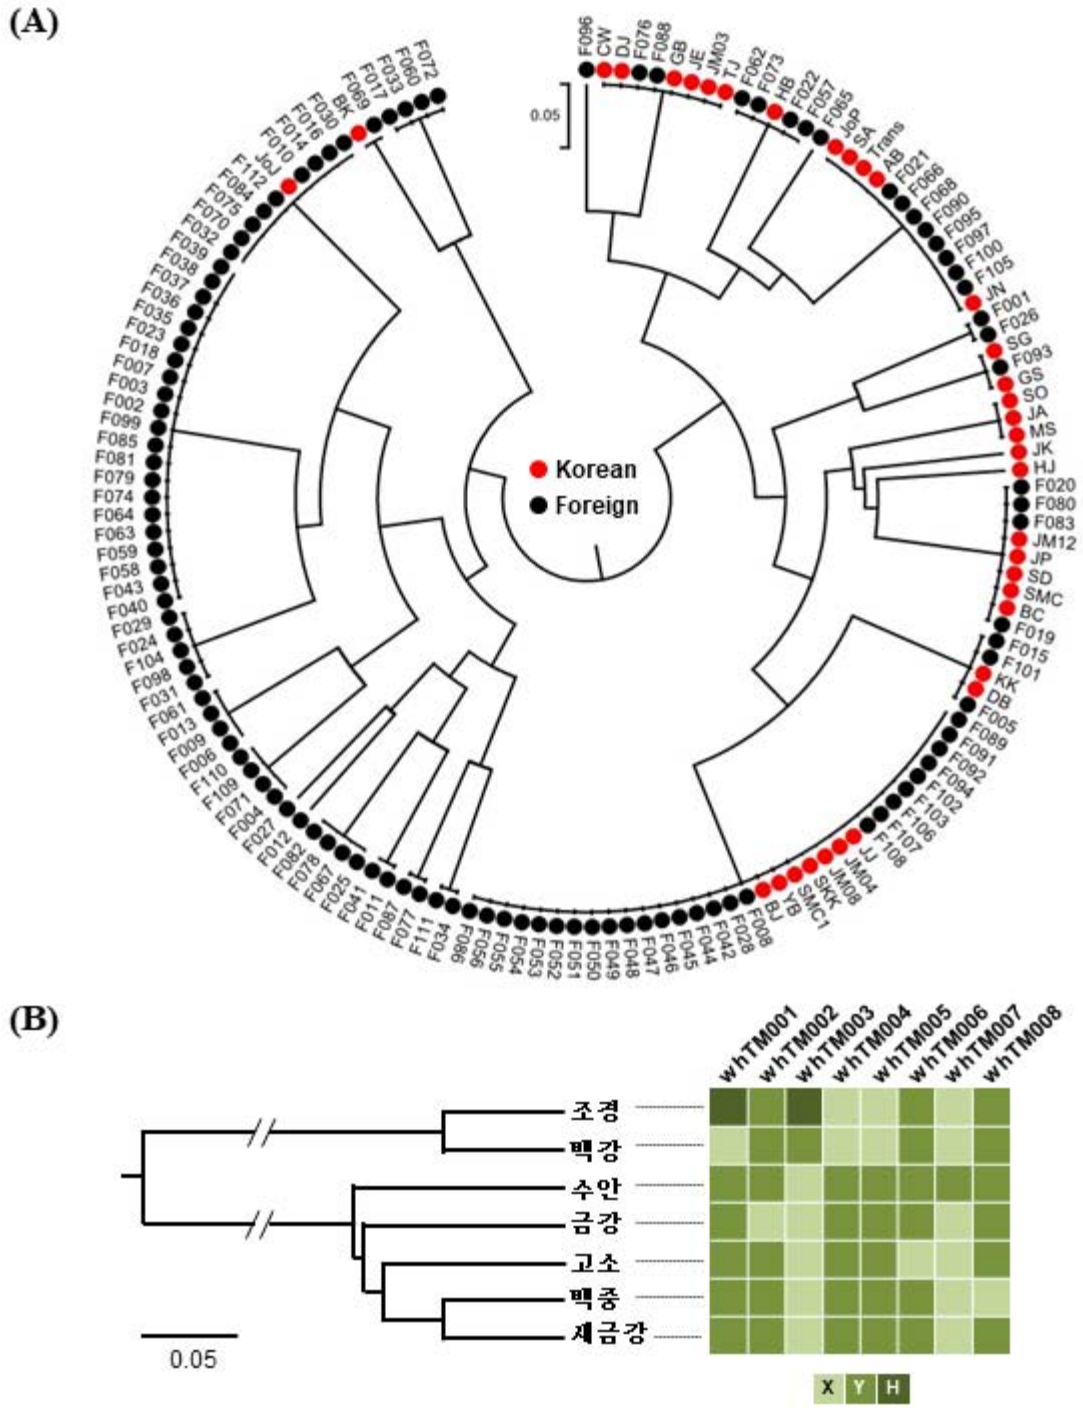 (A)
F096
CW
DJ
F076
F088
GB
JE
JM03
TJ
F062
F073
HB
F022
F057
F065
JoP
SA
Trans
AB
F021
F066
F068
F090
F095
F097
F100
F105
JN
F001
F026
SG
F093
GS
SO
JA
MS
JK
HJ
F020
F080
F083
JM12
JP
SD
SMC
BC
F019
F015
F101
KK
DB
F005
F089
F091
F092
F094
F102
F103
F106
F107
F108
JJ
JM04
JM08
SKK
SMC1
YB
BJ
F008
F028
F042
F044
F045
F046
F047
F048
F049
F050
F051
F052
F053
F054
F055
F056
F086
F034
F111
F077
F087
F011
F041
F025
F067
F078
F082
F012
F027
F004
F071
F109
F110
F006
F009
F013
F061
F031
F098
F104
F024
F029
F040
F043
F058
F059
F063
F064
F074
F079
F081
F085
F099
F002
F003
F007
F018
F023
F035
F036
F037
F038
F039
F032
F070
F075
F084
F112
JoJ
F010
F014
F016
F030
BK
F069
F017
F033
F060
F072
0.05
Korean
Foreign
(B)
whTM001
whTM002
whTM003
whTM004
whTM005
whTM006
whTM007
whTM008
조경
백강
수안
금강
고소
백중
새금강
0.05
X Y H